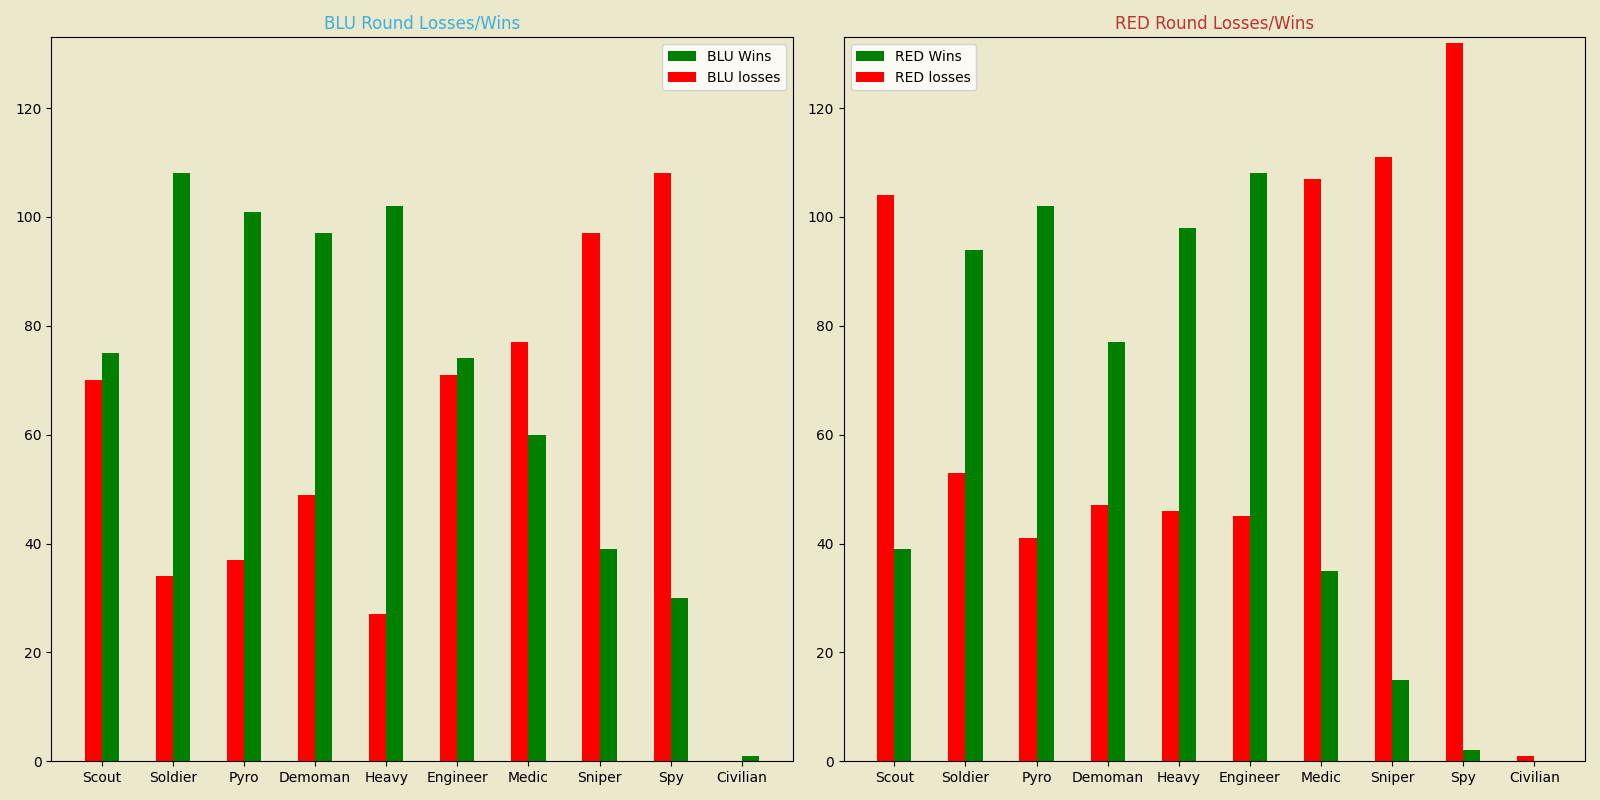 BLU Round Losses/Wins
BLU Wins
BLU losses
120
100
80
60
40
20
0
Scout Soldier Pyro Demoman Heavy Engineer Medic Sniper Spy Civilian
RED Round Losses/Wins
RED Wins
RED losses
120
100
80
60
40
20
0
Scout Soldier Pyro Demoman Heavy Engineer Medic Sniper Spy Civilian